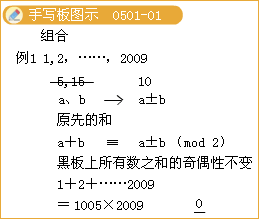 手写板图示 0501-01
组合
例1 1,2, ……, 2009
5,15 10
a、b → a±b
原先的和
a+b ≡ a±b (mod 2)
黑板上所有数之和的奇偶性不变
1+2+……2009
=1005×2009 0